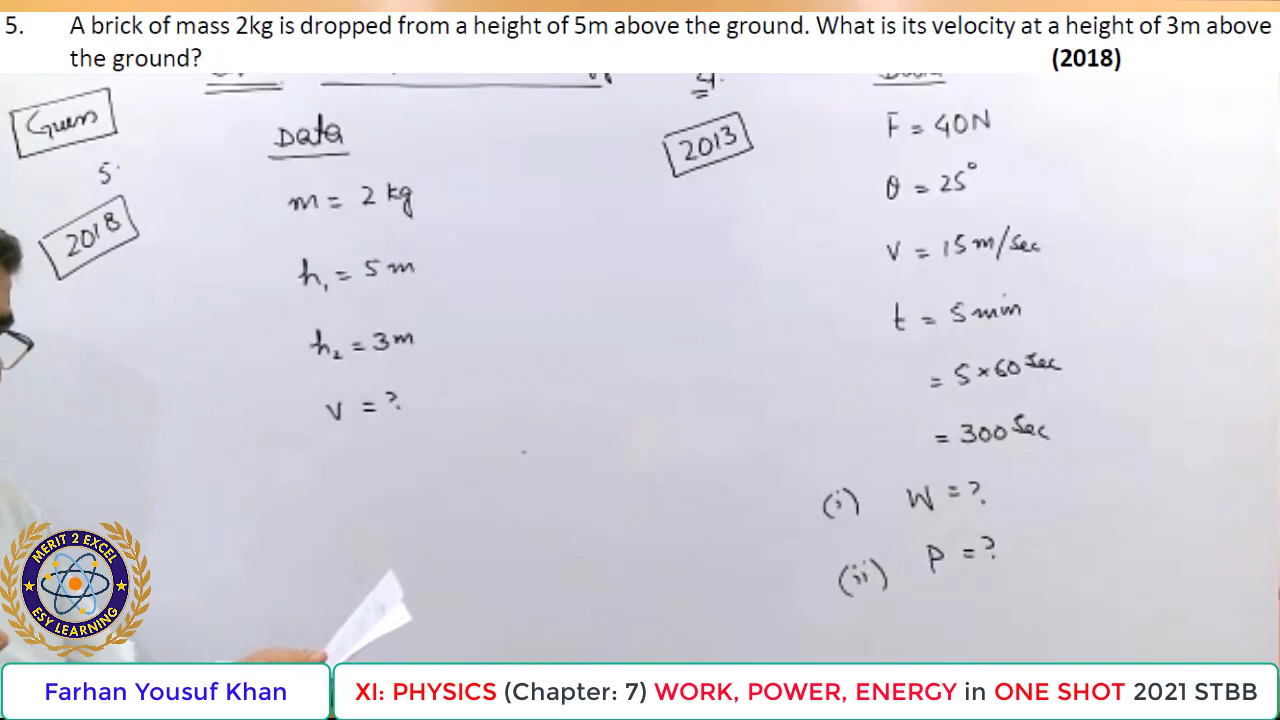 5. A brick of mass 2kg is dropped from a height of 5m above the ground. What is its velocity at a height of 3m above
the ground? (2018)
Guess
5.
2018
Data
m = 2 kg
h₁ = 5 m
h₂ = 3 m
v = ?
4.
2013
F = 40N
θ = 25°
v = 15 m/sec
t = 5 min
= 5 × 60 sec
= 300 sec
(i) W = ?
(ii) P = ?
MERIT 2 EXCEL
ESY LEARNING
Farhan Yousuf Khan
XI: PHYSICS (Chapter: 7) WORK, POWER, ENERGY in ONE SHOT 2021 STBB